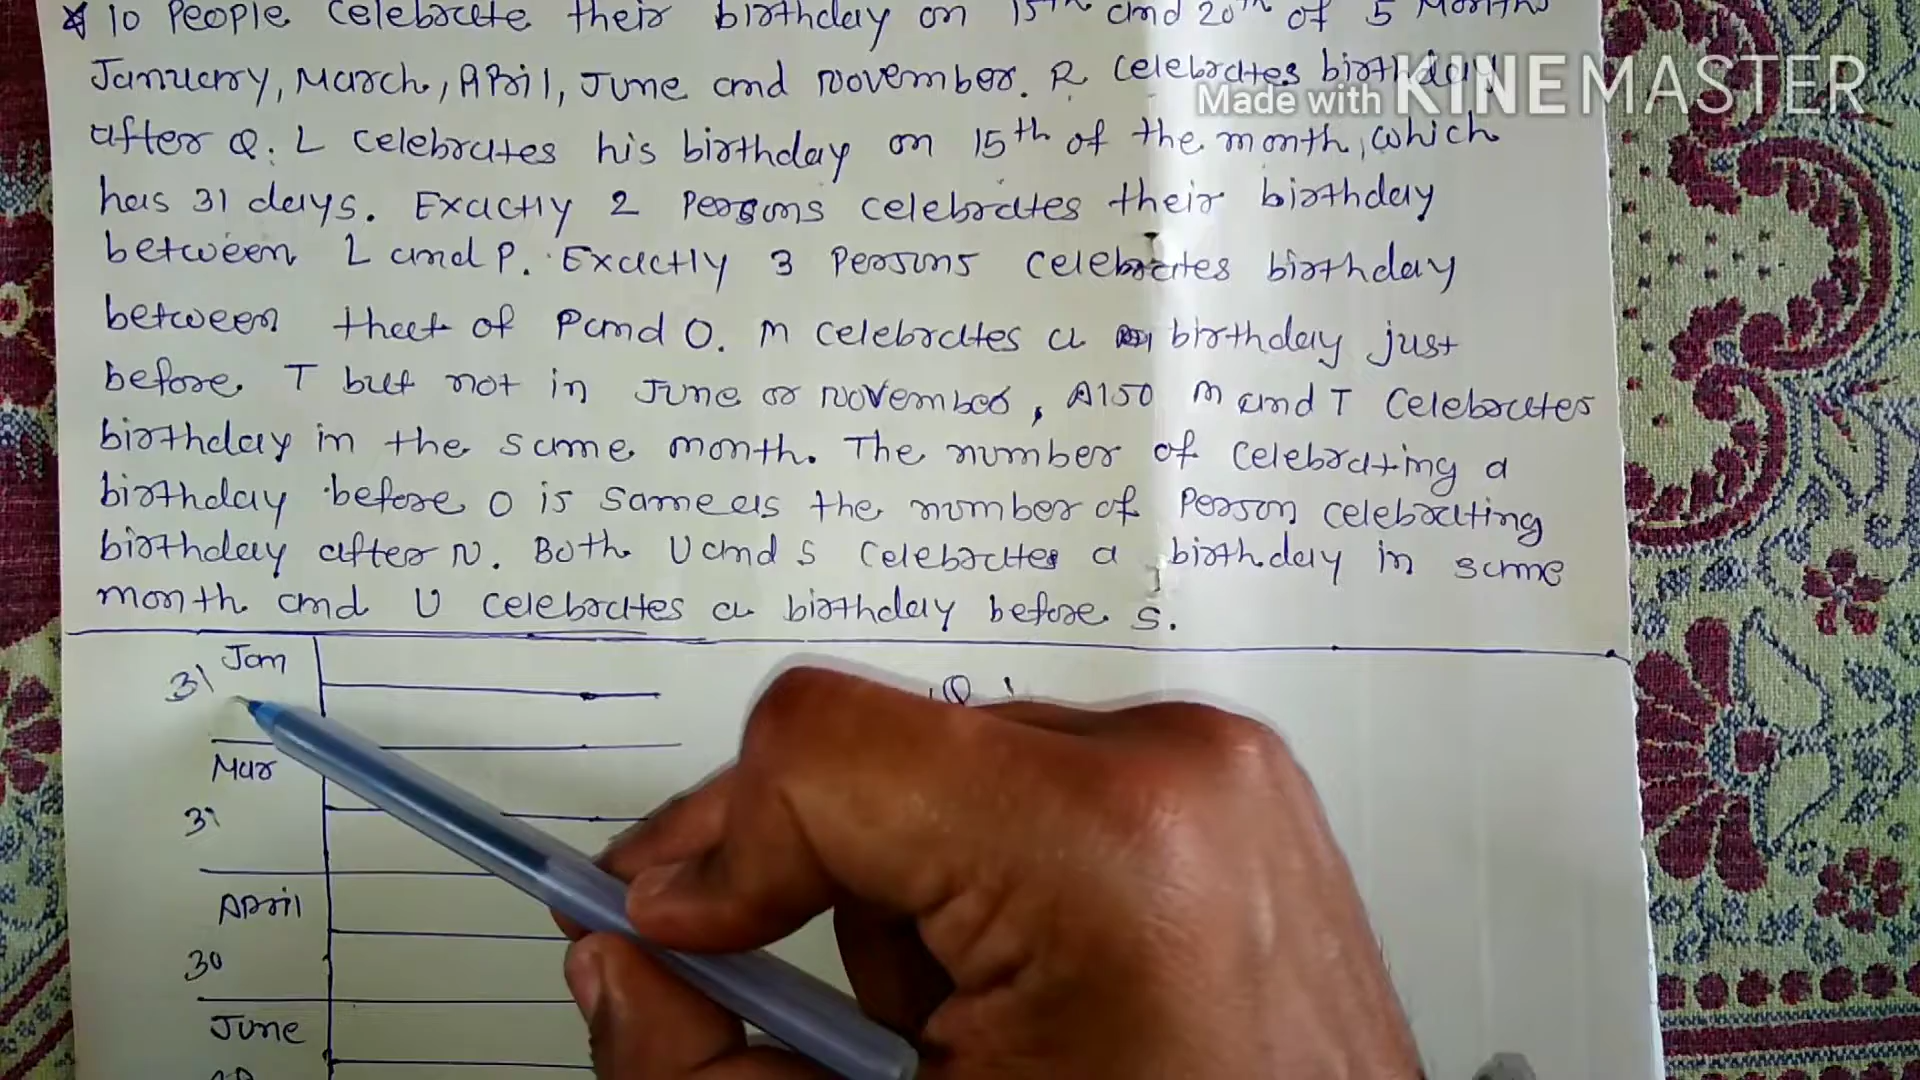 * 10 People celebrate their birthday on 15th and 20th of 5 Months
January, March, April, June and November. R celebrates birthday
after Q. L celebrates his birthday on 15th of the month, which
has 31 days. Exactly 2 Persons celebrates their birthday
between L and P. Exactly 3 Persons celebrates birthday
between that of P and O. M celebrates a birthday just
before T but not in June or November, Also M and T Celebrates
birthday in the same month. The number of celebrating a
birthday before O is same as the number of Person celebrating
birthday after N. Both U and S celebrates a birthday in same
month and U celebrates a birthday before S.
Jan
31
Mar
31
April
30
June
Q
Made with KINEMASTER